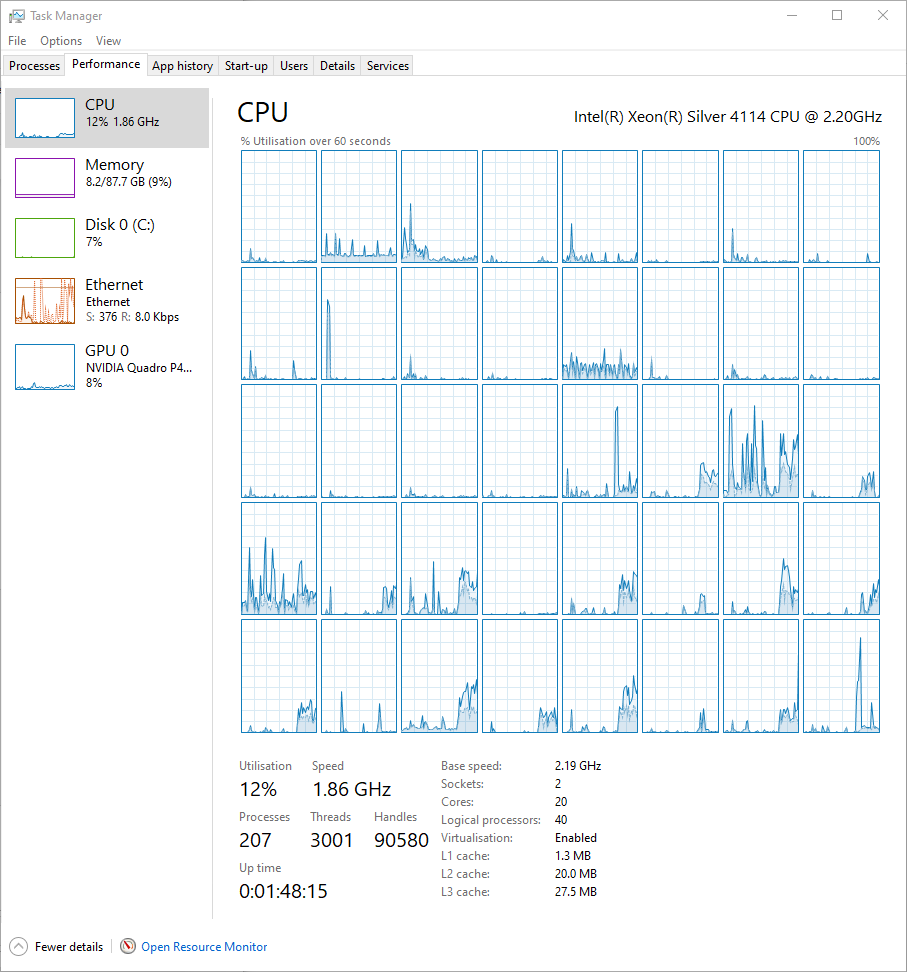 Task Manager
File Options View
Processes Performance App history Start-up Users Details Services
CPU
12% 1.86 GHz
Memory
8.2/87.7 GB (9%)
Disk 0 (C:)
7%
Ethernet
Ethernet
S: 376 R: 8.0 Kbps
GPU 0
NVIDIA Quadro P4...
8%
CPU Intel(R) Xeon(R) Silver 4114 CPU @ 2.20GHz
% Utilisation over 60 seconds 100%
Utilisation Speed
12% 1.86 GHz
Processes Threads Handles
207 3001 90580
Up time
0:01:48:15
Base speed: 2.19 GHz
Sockets: 2
Cores: 20
Logical processors: 40
Virtualisation: Enabled
L1 cache: 1.3 MB
L2 cache: 20.0 MB
L3 cache: 27.5 MB
Fewer details Open Resource Monitor